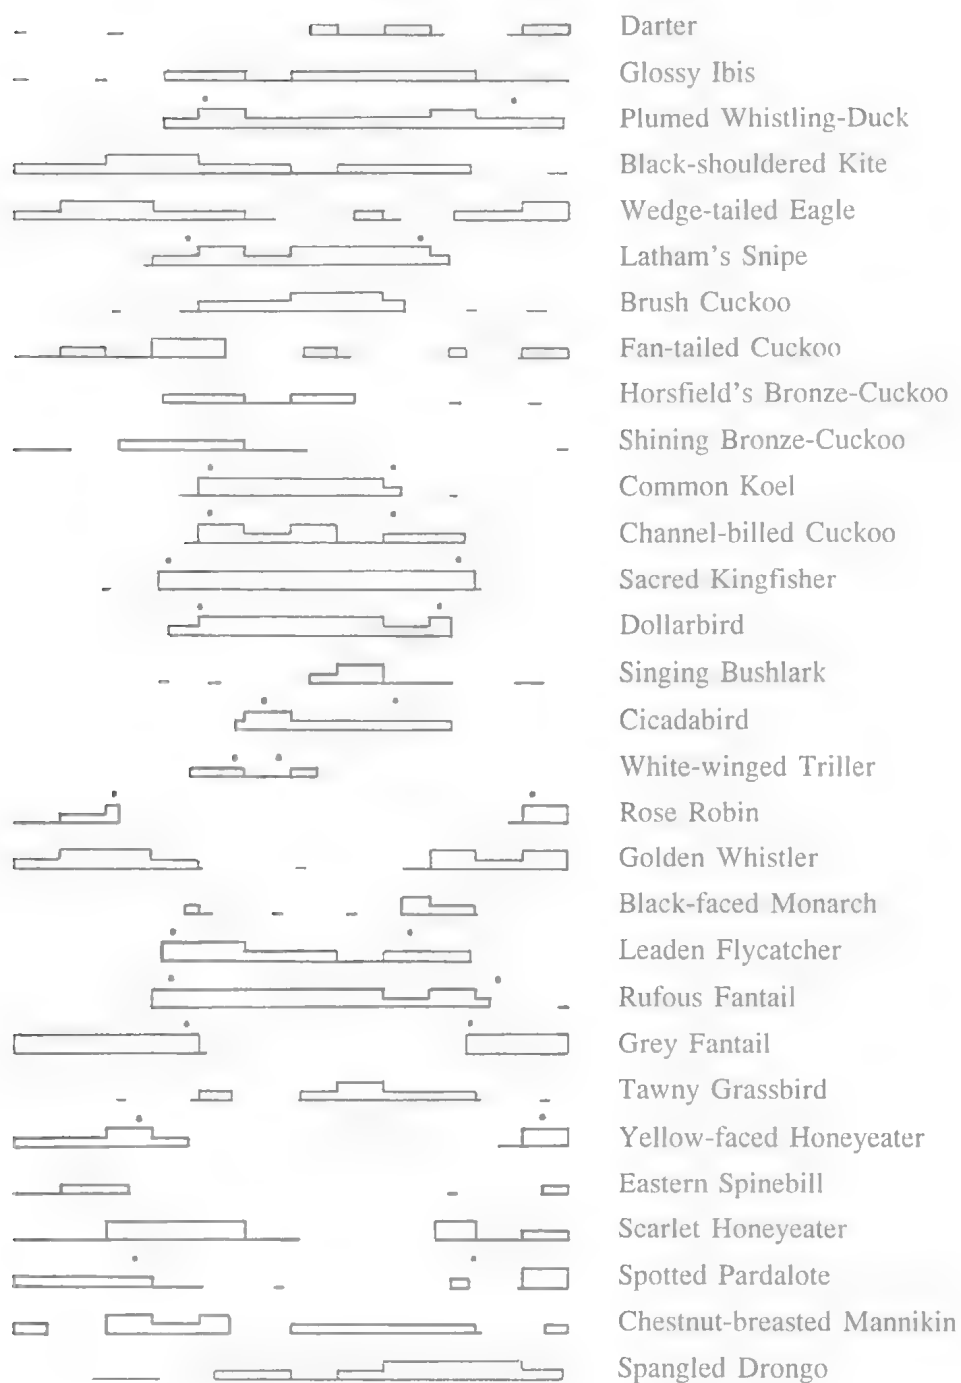 Darter
Glossy Ibis
Plumed Whistling-Duck
Black-shouldered Kite
Wedge-tailed Eagle
Latham's Snipe
Brush Cuckoo
Fan-tailed Cuckoo
Horsfield's Bronze-Cuckoo
Shining Bronze-Cuckoo
Common Koel
Channel-billed Cuckoo
Sacred Kingfisher
Dollarbird
Singing Bushlark
Cicadabird
White-winged Triller
Rose Robin
Golden Whistler
Black-faced Monarch
Leaden Flycatcher
Rufous Fantail
Grey Fantail
Tawny Grassbird
Yellow-faced Honeyeater
Eastern Spinebill
Scarlet Honeyeater
Spotted Pardalote
Chestnut-breasted Mannikin
Spangled Drongo